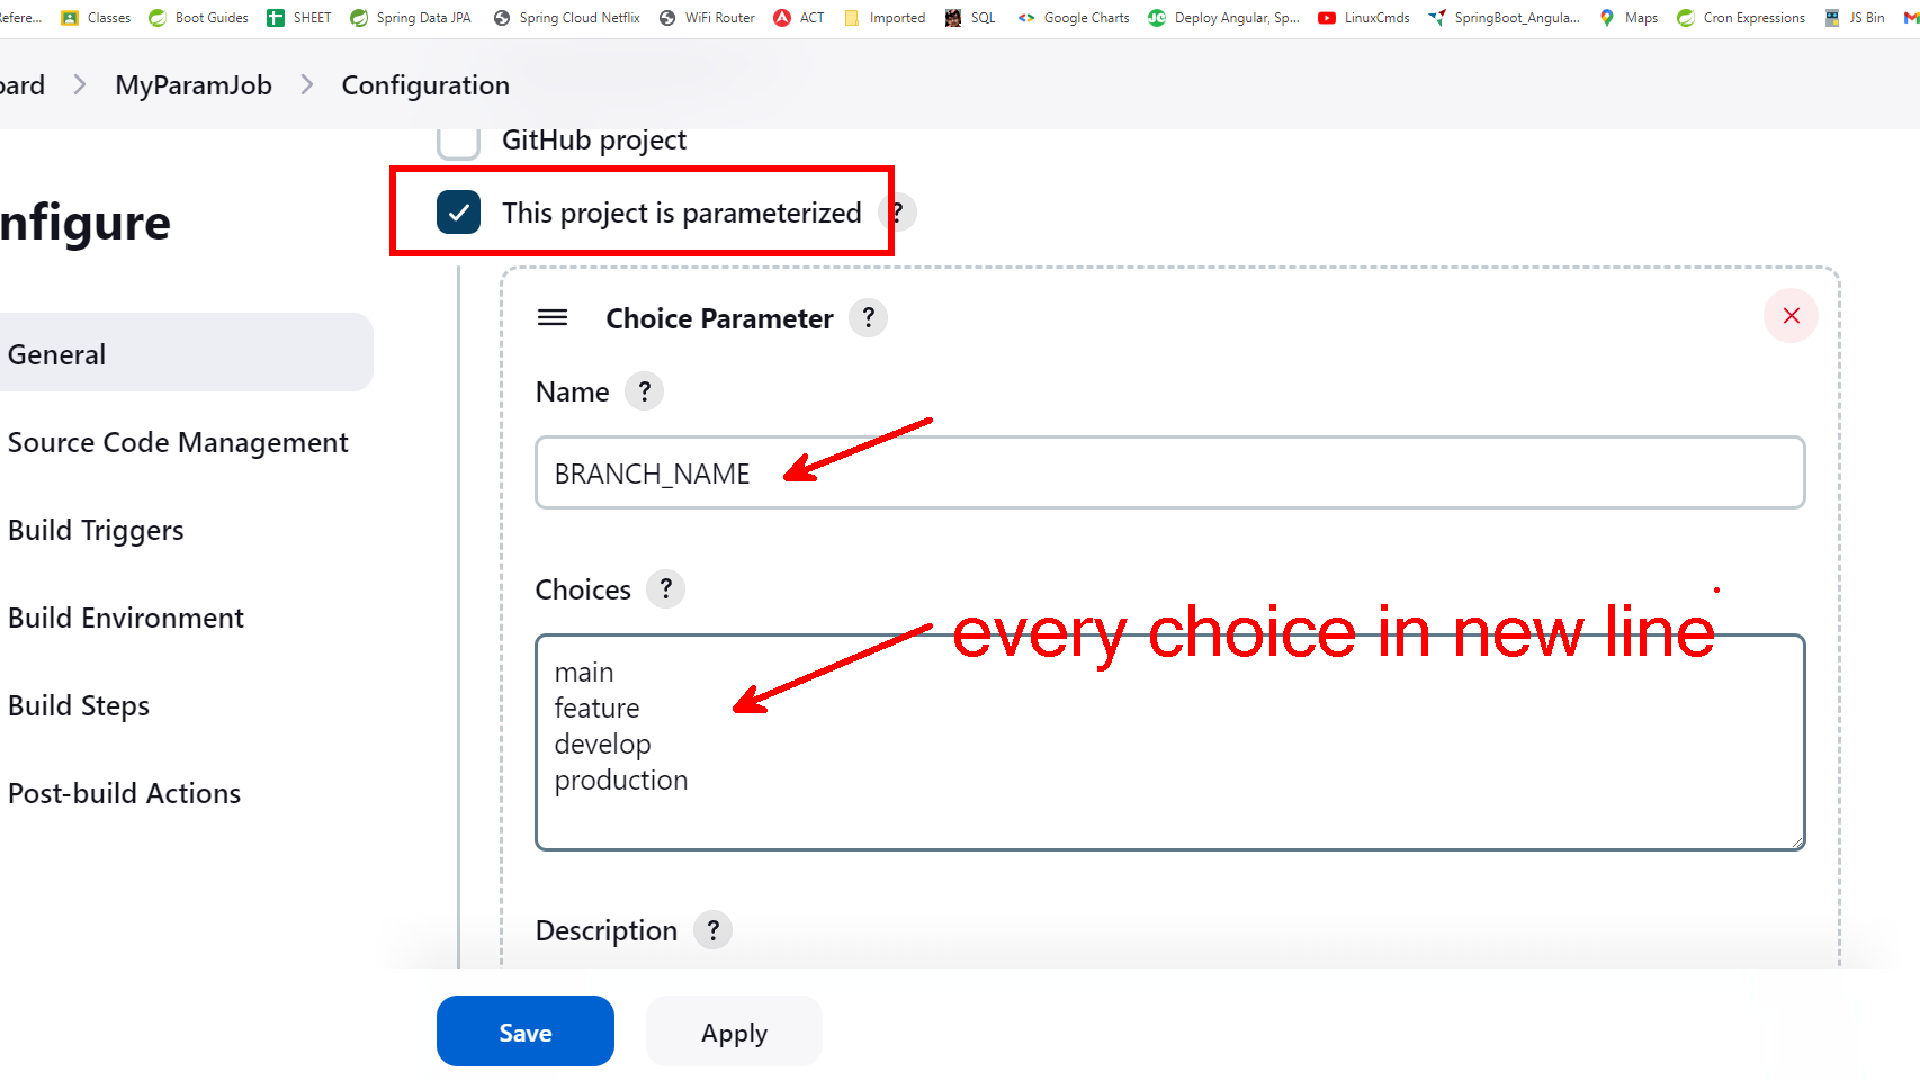 efere...
Classes
Boot Guides
SHEET
Spring Data JPA
Spring Cloud Netflix
WiFi Router
ACT
Imported
SQL
Google Charts
Deploy Angular, Sp...
LinuxCmds
SpringBoot_Angula...
Maps
Cron Expressions
JS Bin
oard > MyParamJob > Configuration
GitHub project
This project is parameterized ?
nfigure
General
Source Code Management
Build Triggers
Build Environment
Build Steps
Post-build Actions
Choice Parameter ?
Name ?
BRANCH_NAME
Choices ?
every choice in new line
main
feature
develop
production
Description ?
Save
Apply